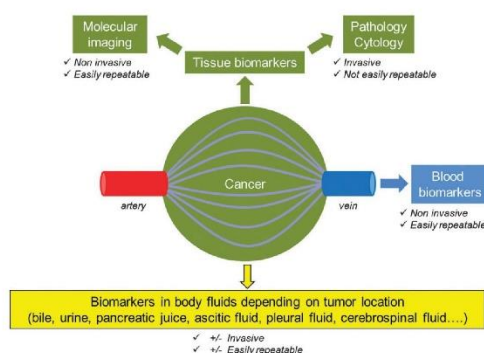 Molecular
imaging
✓ Non invasive
✓ Easily repeatable
Tissue biomarkers
Pathology
Cytology
✓ Invasive
✓ Not easily repeatable
Cancer
artery
vein
Blood
biomarkers
✓ Non invasive
✓ Easily repeatable
Biomarkers in body fluids depending on tumor location
(bile, urine, pancreatic juice, ascitic fluid, pleural fluid, cerebrospinal fluid….)
✓ +/- Invasive
✓ +/- Easily repeatable